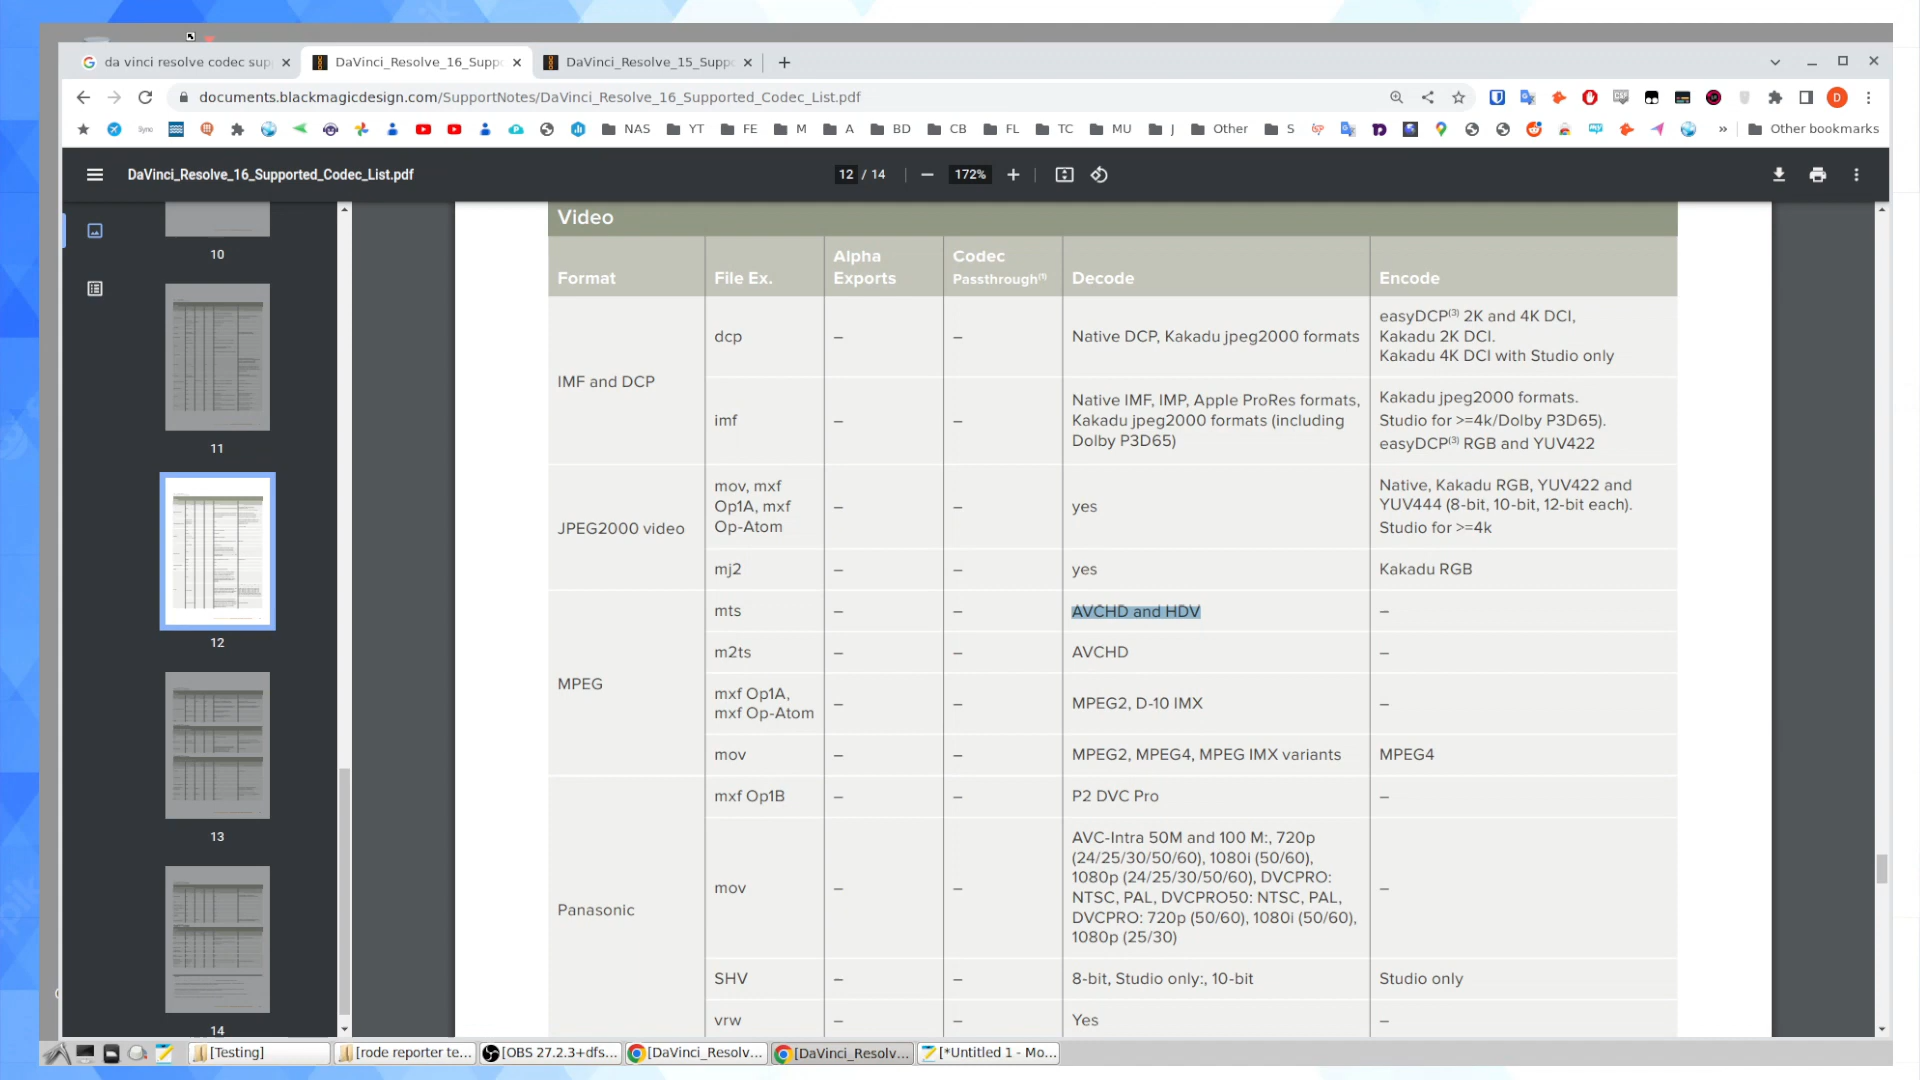 da vinci resolve codec sup
DaVinci_Resolve_16_Supp
DaVinci_Resolve_15_Supp
documents.blackmagicdesign.com/SupportNotes/DaVinci_Resolve_16_Supported_Codec_List.pdf
NAS
YT
FE
M
A
BD
CB
FL
TC
MU
J
Other
S
Other bookmarks
DaVinci_Resolve_16_Supported_Codec_List.pdf
12 / 14
172%
10
11
12
13
14
Video
Format
File Ex.
Alpha
Exports
Codec
Passthrough(1)
Decode
Encode
IMF and DCP
dcp
–
–
Native DCP, Kakadu jpeg2000 formats
easyDCP(3) 2K and 4K DCI,
Kakadu 2K DCI.
Kakadu 4K DCI with Studio only
imf
–
–
Native IMF, IMP, Apple ProRes formats,
Kakadu jpeg2000 formats (including
Dolby P3D65)
Kakadu jpeg2000 formats.
Studio for >=4k/Dolby P3D65).
easyDCP(3) RGB and YUV422
JPEG2000 video
mov, mxf
Op1A, mxf
Op-Atom
–
–
yes
Native, Kakadu RGB, YUV422 and
YUV444 (8-bit, 10-bit, 12-bit each).
Studio for >=4k
mj2
–
–
yes
Kakadu RGB
MPEG
mts
–
–
AVCHD and HDV
–
m2ts
–
–
AVCHD
–
mxf Op1A,
mxf Op-Atom
–
–
MPEG2, D-10 IMX
–
mov
–
–
MPEG2, MPEG4, MPEG IMX variants
MPEG4
Panasonic
mxf Op1B
–
–
P2 DVC Pro
–
mov
–
–
AVC-Intra 50M and 100 M:, 720p
(24/25/30/50/60), 1080i (50/60),
1080p (24/25/30/50/60), DVCPRO:
NTSC, PAL, DVCPRO50: NTSC, PAL,
DVCPRO: 720p (50/60), 1080i (50/60),
1080p (25/30)
–
SHV
–
–
8-bit, Studio only:, 10-bit
Studio only
vrw
–
–
Yes
–
[Testing]
[rode reporter te...
[OBS 27.2.3+dfs...
[DaVinci_Resolv...
[DaVinci_Resolv...
[*Untitled 1 - Mo...